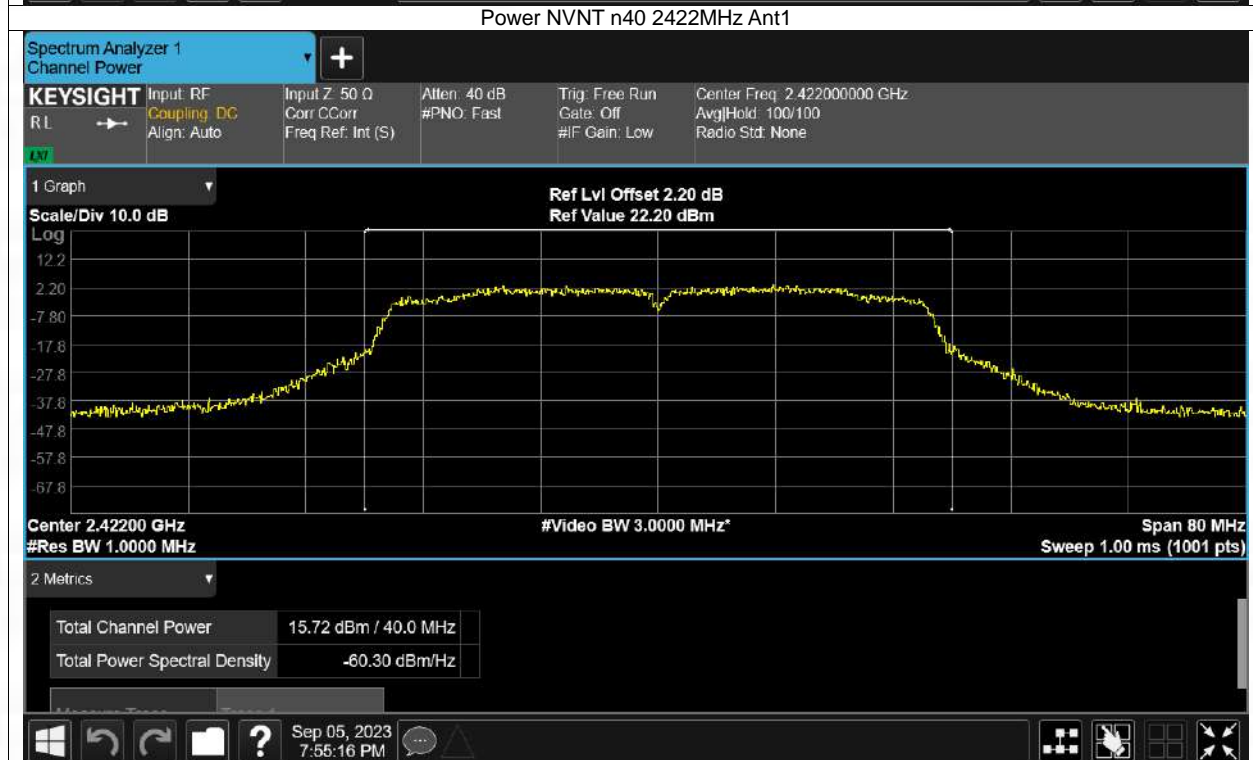 Power NVNT n40 2422MHz Ant1
Spectrum Analyzer 1
Channel Power
+
KEYSIGHT
RL
LXI
Input: RF
Coupling: DC
Align: Auto
Input Z: 50 Ω
Corr CCorr
Freq Ref: Int (S)
Atten: 40 dB
#PNO: Fast
Trig: Free Run
Gate: Off
#IF Gain: Low
Center Freq: 2.422000000 GHz
Avg|Hold: 100/100
Radio Std: None
1 Graph
Scale/Div 10.0 dB
Ref Lvl Offset 2.20 dB
Ref Value 22.20 dBm
Log
12.2
2.20
-7.80
-17.8
-27.8
-37.8
-47.8
-57.8
-67.8
Center 2.42200 GHz
#Video BW 3.0000 MHz*
Span 80 MHz
#Res BW 1.0000 MHz
Sweep 1.00 ms (1001 pts)
2 Metrics
Total Channel Power 15.72 dBm / 40.0 MHz
Total Power Spectral Density -60.30 dBm/Hz
?
Sep 05, 2023
7:55:16 PM